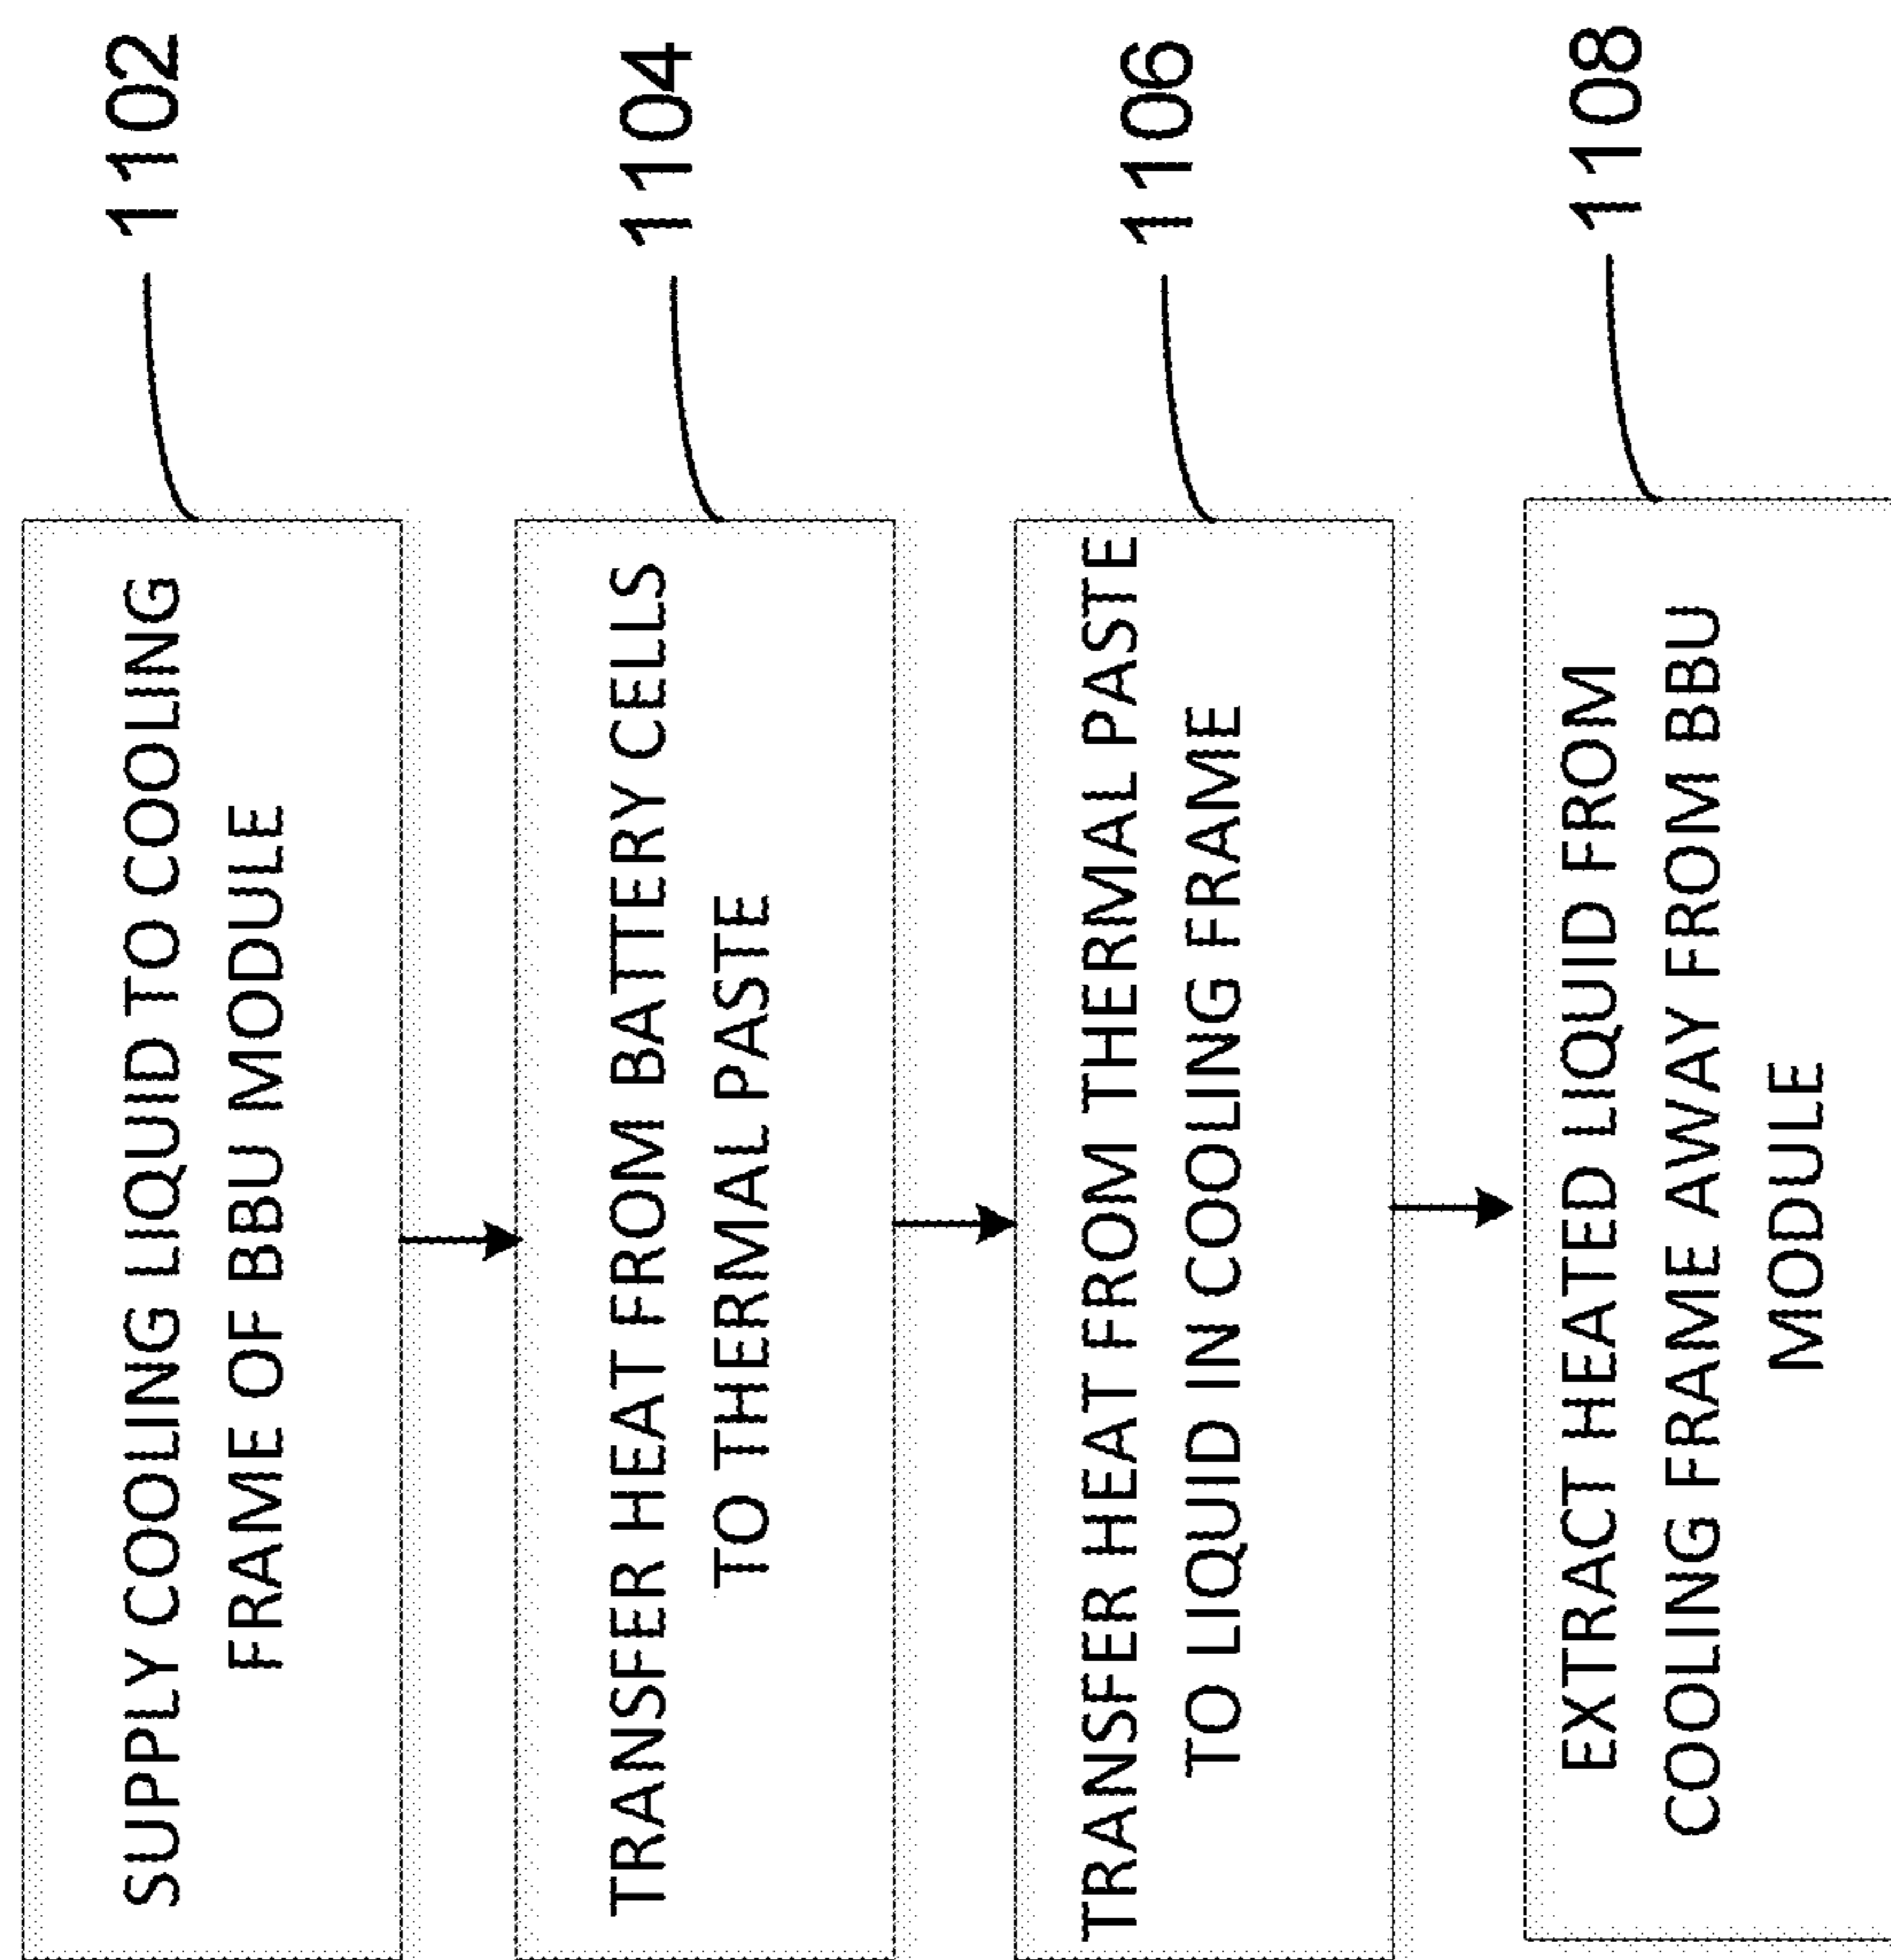 SUPPLY COOLING LIQUID TO COOLING
FRAME OF BBU MODULE
1102
TRANSFER HEAT FROM BATTERY CELLS
TO THERMAL PASTE
1104
TRANSFER HEAT FROM THERMAL PASTE
TO LIQUID IN COOLING FRAME
1106
EXTRACT HEATED LIQUID FROM
COOLING FRAME AWAY FROM BBU
MODULE
1108